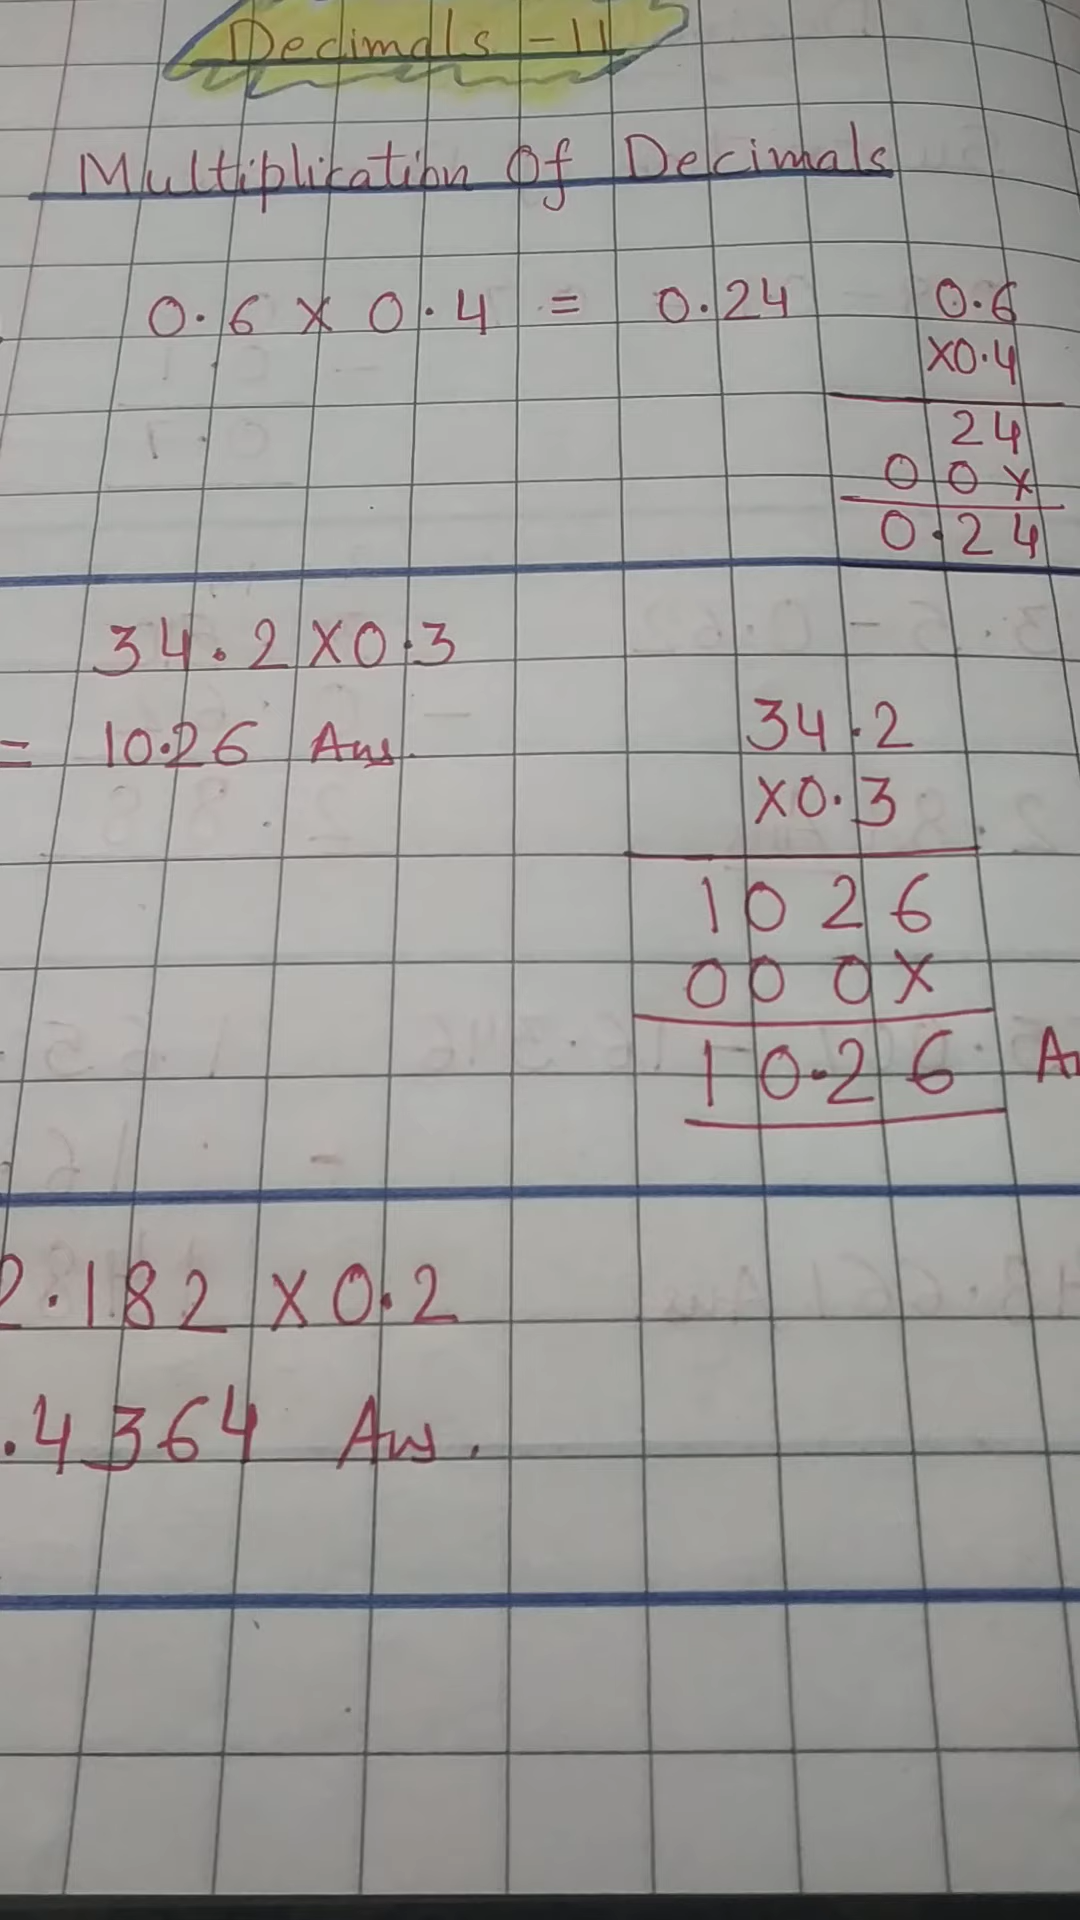 Decimals - II
Multiplication Of Decimals
0.6 x 0.4 = 0.24
0.6
x0.4
24
00x
0.24
34.2 x0.3
= 10.26 Ans.
34.2
x0.3
1026
000x
10.26
2.182 x 0.2
.4364 Ans.